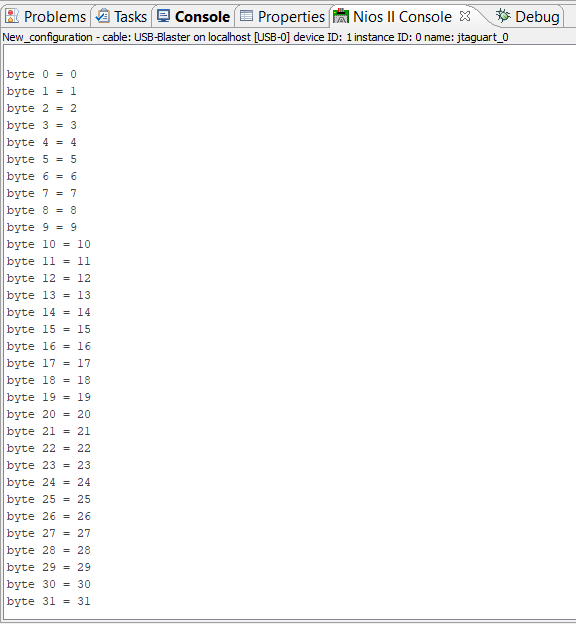 Problems Tasks Console Properties Nios II Console Debug
New_configuration - cable: USB-Blaster on localhost [USB-0] device ID: 1 instance ID: 0 name: jtaguart_0
byte 0 = 0
byte 1 = 1
byte 2 = 2
byte 3 = 3
byte 4 = 4
byte 5 = 5
byte 6 = 6
byte 7 = 7
byte 8 = 8
byte 9 = 9
byte 10 = 10
byte 11 = 11
byte 12 = 12
byte 13 = 13
byte 14 = 14
byte 15 = 15
byte 16 = 16
byte 17 = 17
byte 18 = 18
byte 19 = 19
byte 20 = 20
byte 21 = 21
byte 22 = 22
byte 23 = 23
byte 24 = 24
byte 25 = 25
byte 26 = 26
byte 27 = 27
byte 28 = 28
byte 29 = 29
byte 30 = 30
byte 31 = 31